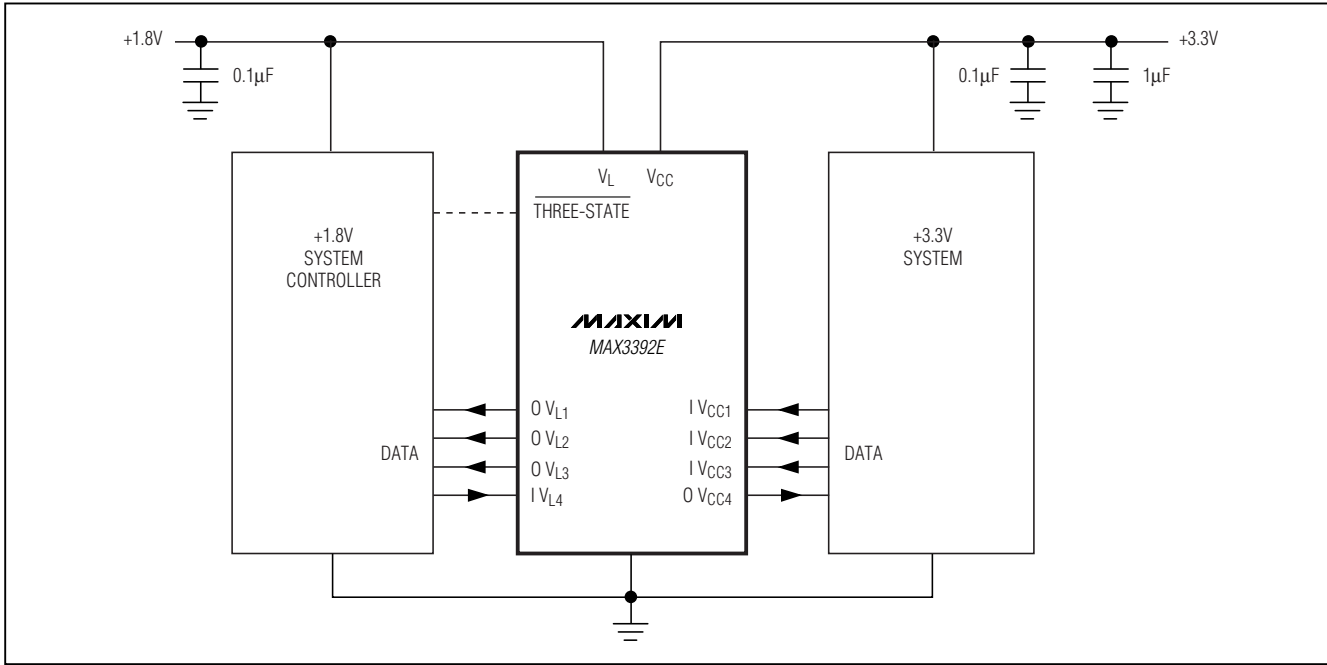 +1.8V
0.1µF
0.1µF
1µF
+3.3V
VL
VCC
THREE-STATE
+1.8V
SYSTEM
CONTROLLER
+3.3V
SYSTEM
MAXIM
MAX3392E
DATA
O VL1
O VL2
O VL3
I VL4
I VCC1
I VCC2
I VCC3
O VCC4
DATA